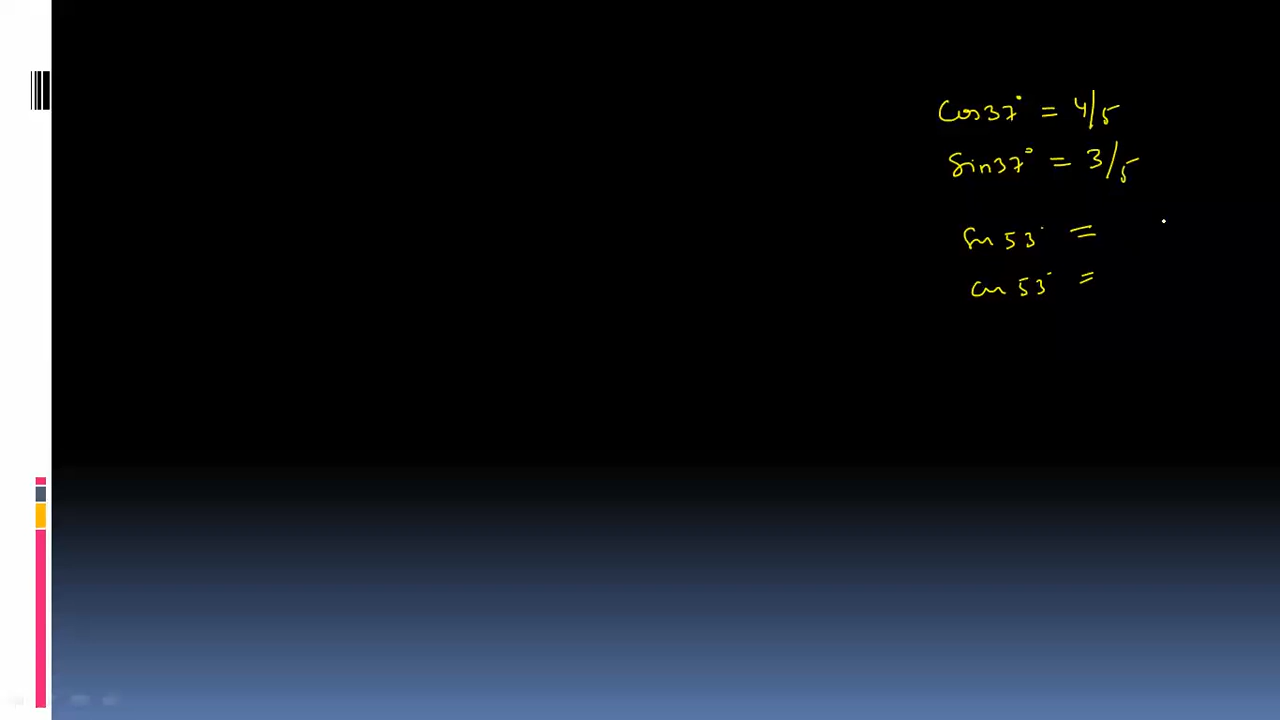 Cos37° = 4/5
Sin37° = 3/5
Sin 53° =
Cos 53° =